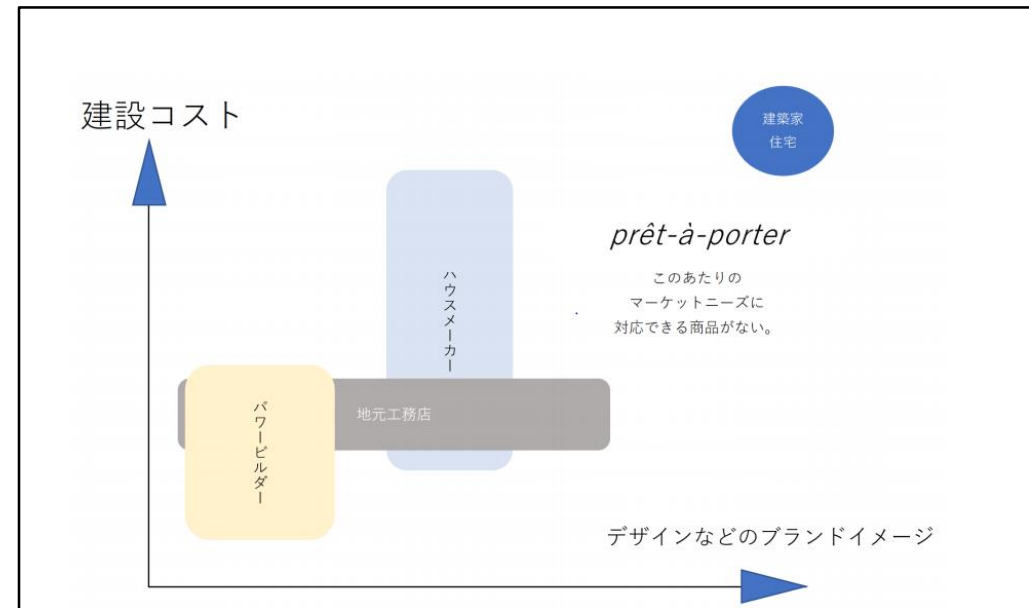 建設コスト
建築家
住宅
prêt-à-porter
このあたりの
マーケットニーズに
対応できる商品がない。
ハウスメーカー
地元工務店
パワービルダー
デザインなどのブランドイメージ